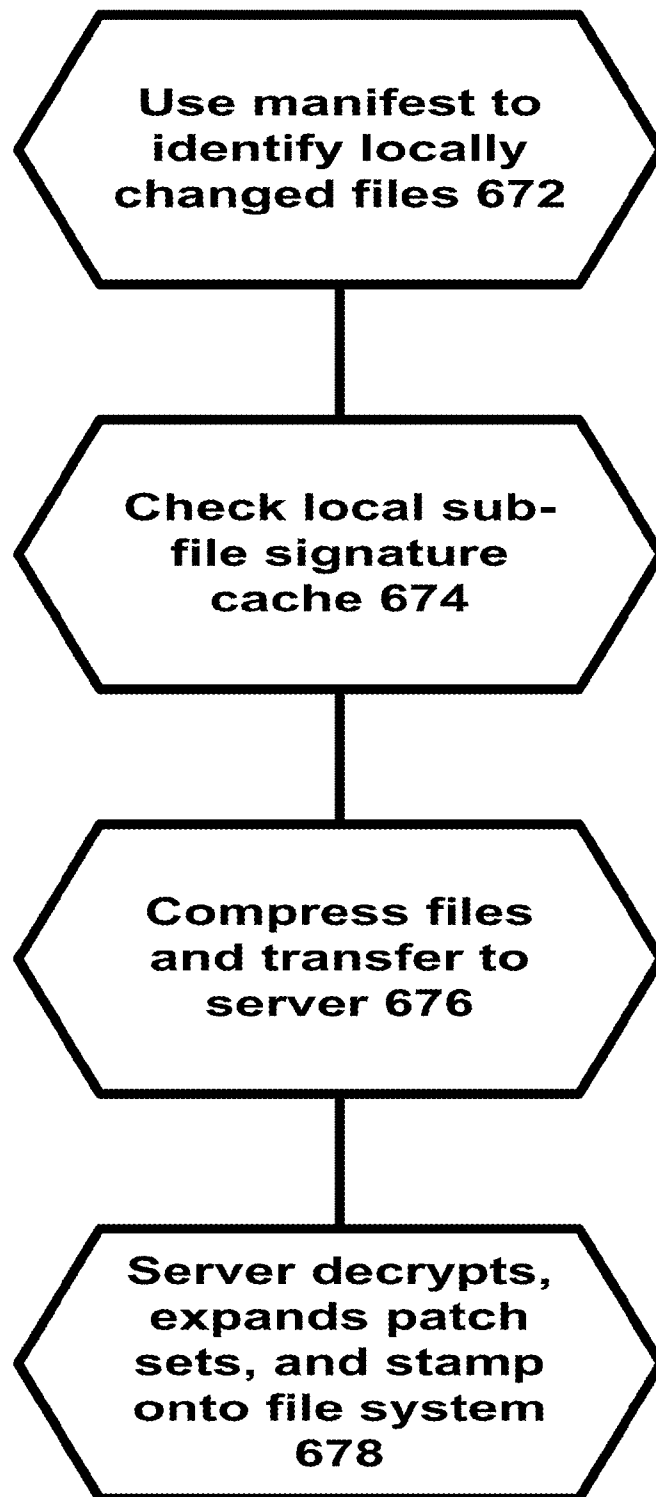 Use manifest to
identify locally
changed files 672
Check local sub-
file signature
cache 674
Compress files
and transfer to
server 676
Server decrypts,
expands patch
sets, and stamp
onto file system
678